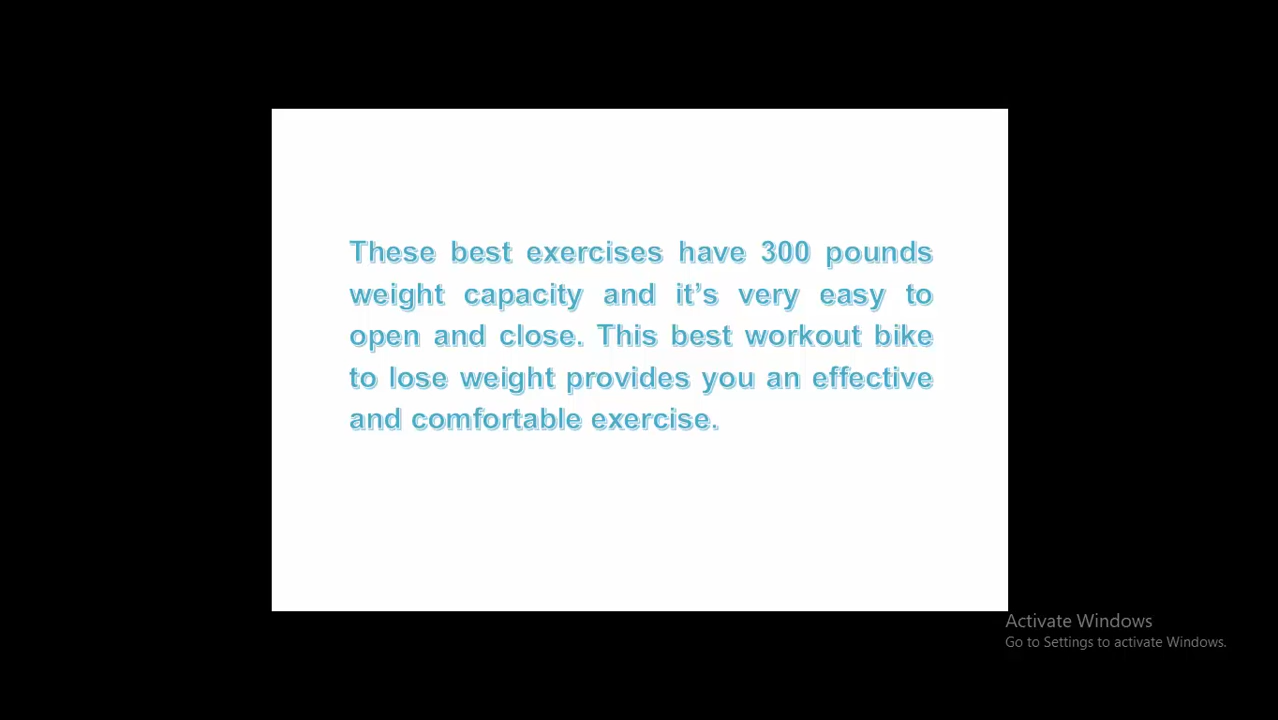 These best exercises have 300 pounds
weight capacity and it's very easy to
open and close. This best workout bike
to lose weight provides you an effective
and comfortable exercise.
Activate Windows
Go to Settings to activate Windows.